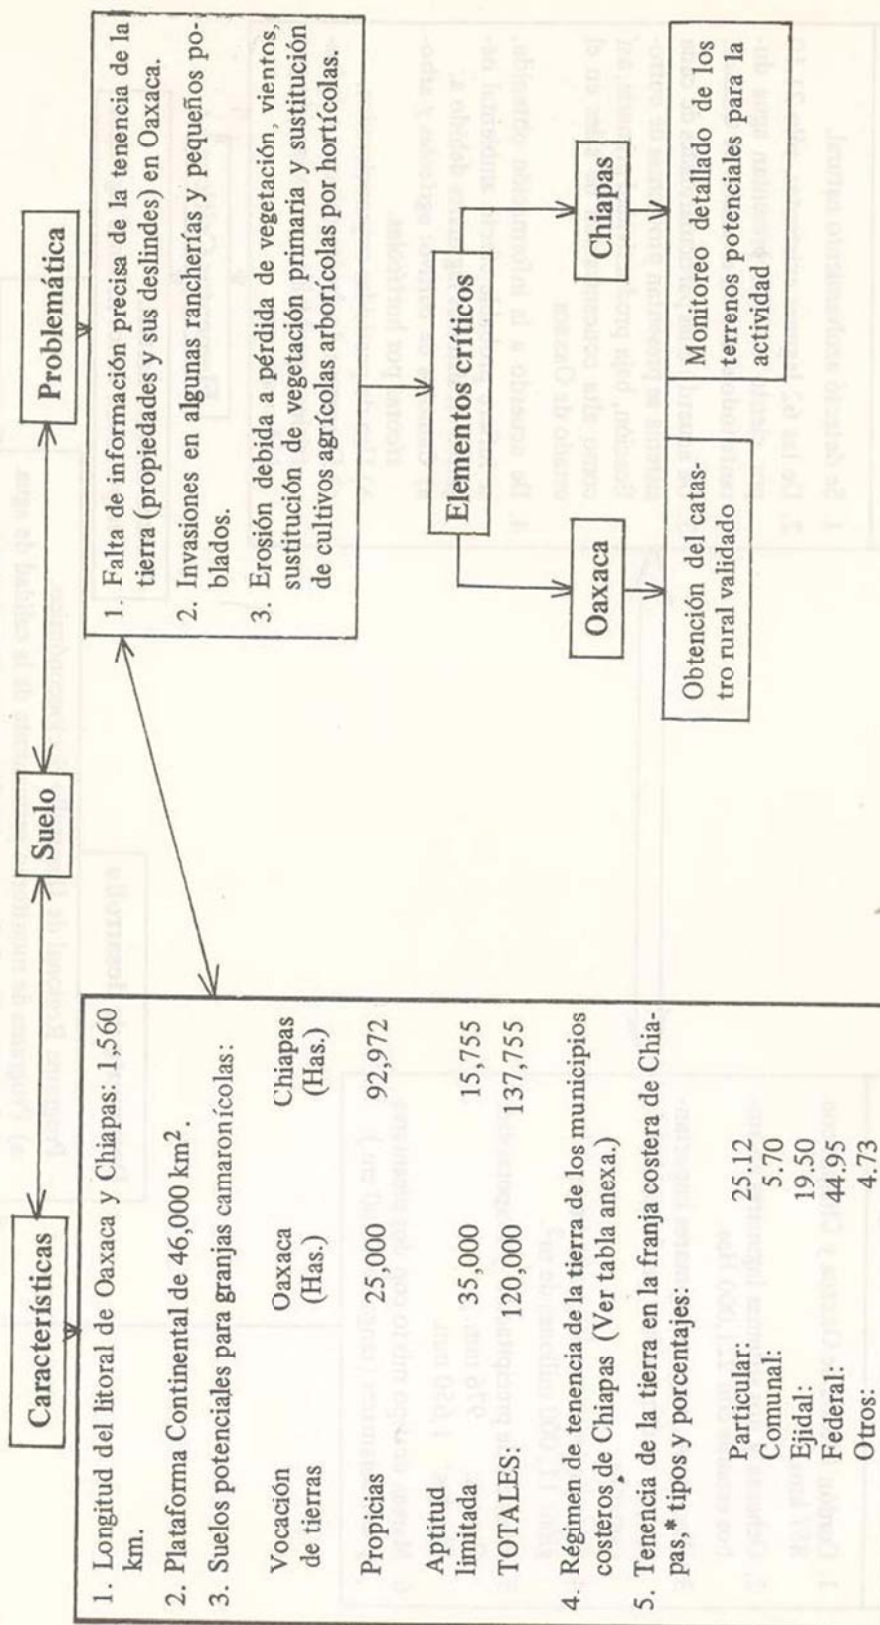 Características
Suelo
Problemática
1. Longitud del litoral de Oaxaca y Chiapas: 1,560
km.
2. Plataforma Continental de 46,000 km².
3. Suelos potenciales para granjas camaronícolas:
Vocación Oaxaca Chiapas
de tierras (Has.) (Has.)
Propicias 25,000 92,972
Aptitud
limitada 35,000 15,755
TOTALES: 120,000 137,755
4. Régimen de tenencia de la tierra de los municipios
costeros de Chiapas (Ver tabla anexa.)
5. Tenencia de la tierra en la franja costera de Chia-
pas,* tipos y porcentajes:
Particular: 25.12
Comunal: 5.70
Ejidal: 19.50
Federal: 44.95
Otros: 4.73
1. Falta de información precisa de la tenencia de la
tierra (propiedades y sus deslindes) en Oaxaca.
2. Invasiones en algunas rancherías y pequeños po-
blados.
3. Erosión debida a pérdida de vegetación, vientos,
sustitución de vegetación primaria y sustitución
de cultivos agrícolas arborícolas por hortícolas.
Elementos críticos
Oaxaca
Chiapas
Obtención del catas-
tro rural validado
Monitoreo detallado de los
terrenos potenciales para la
actividad